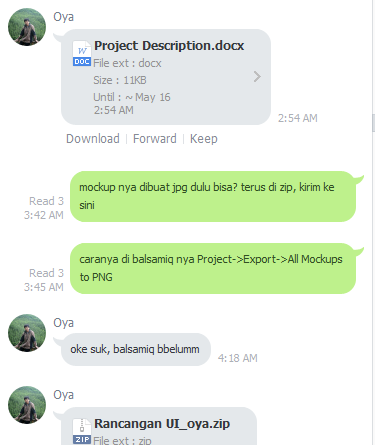 Oya
W
DOC
Project Description.docx
File ext : docx
Size : 11KB
Until : ~ May 16
2:54 AM
2:54 AM
Download | Forward | Keep
mockup nya dibuat jpg dulu bisa? terus di zip, kirim ke
sini
Read 3
3:42 AM
caranya di balsamiq nya Project->Export->All Mockups
to PNG
Read 3
3:45 AM
Oya
oke suk, balsamiq bbelumm
4:18 AM
Oya
ZIP
Rancangan UI_oya.zip
File ext : zip